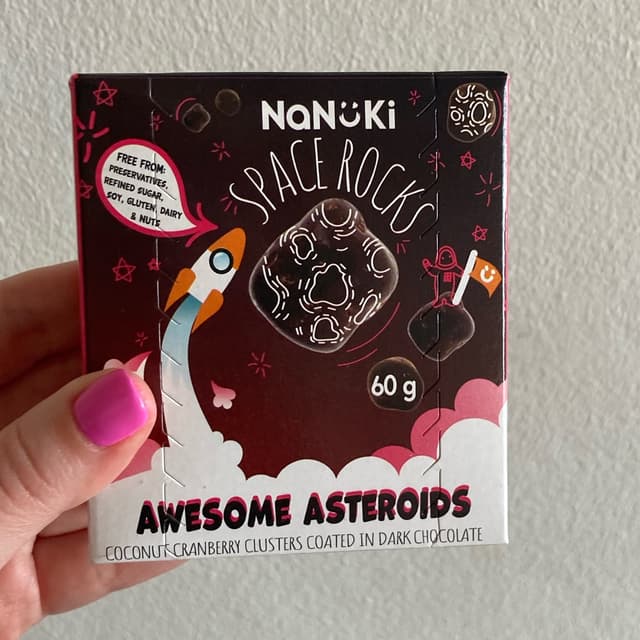 NaNüKi
SPACE ROCKS
FREE FROM:
PRESERVATIVES,
REFINED SUGAR,
SOY, GLUTEN, DAIRY
& NUTS
60 g
AWESOME ASTEROIDS
COCONUT CRANBERRY CLUSTERS COATED IN DARK CHOCOLATE